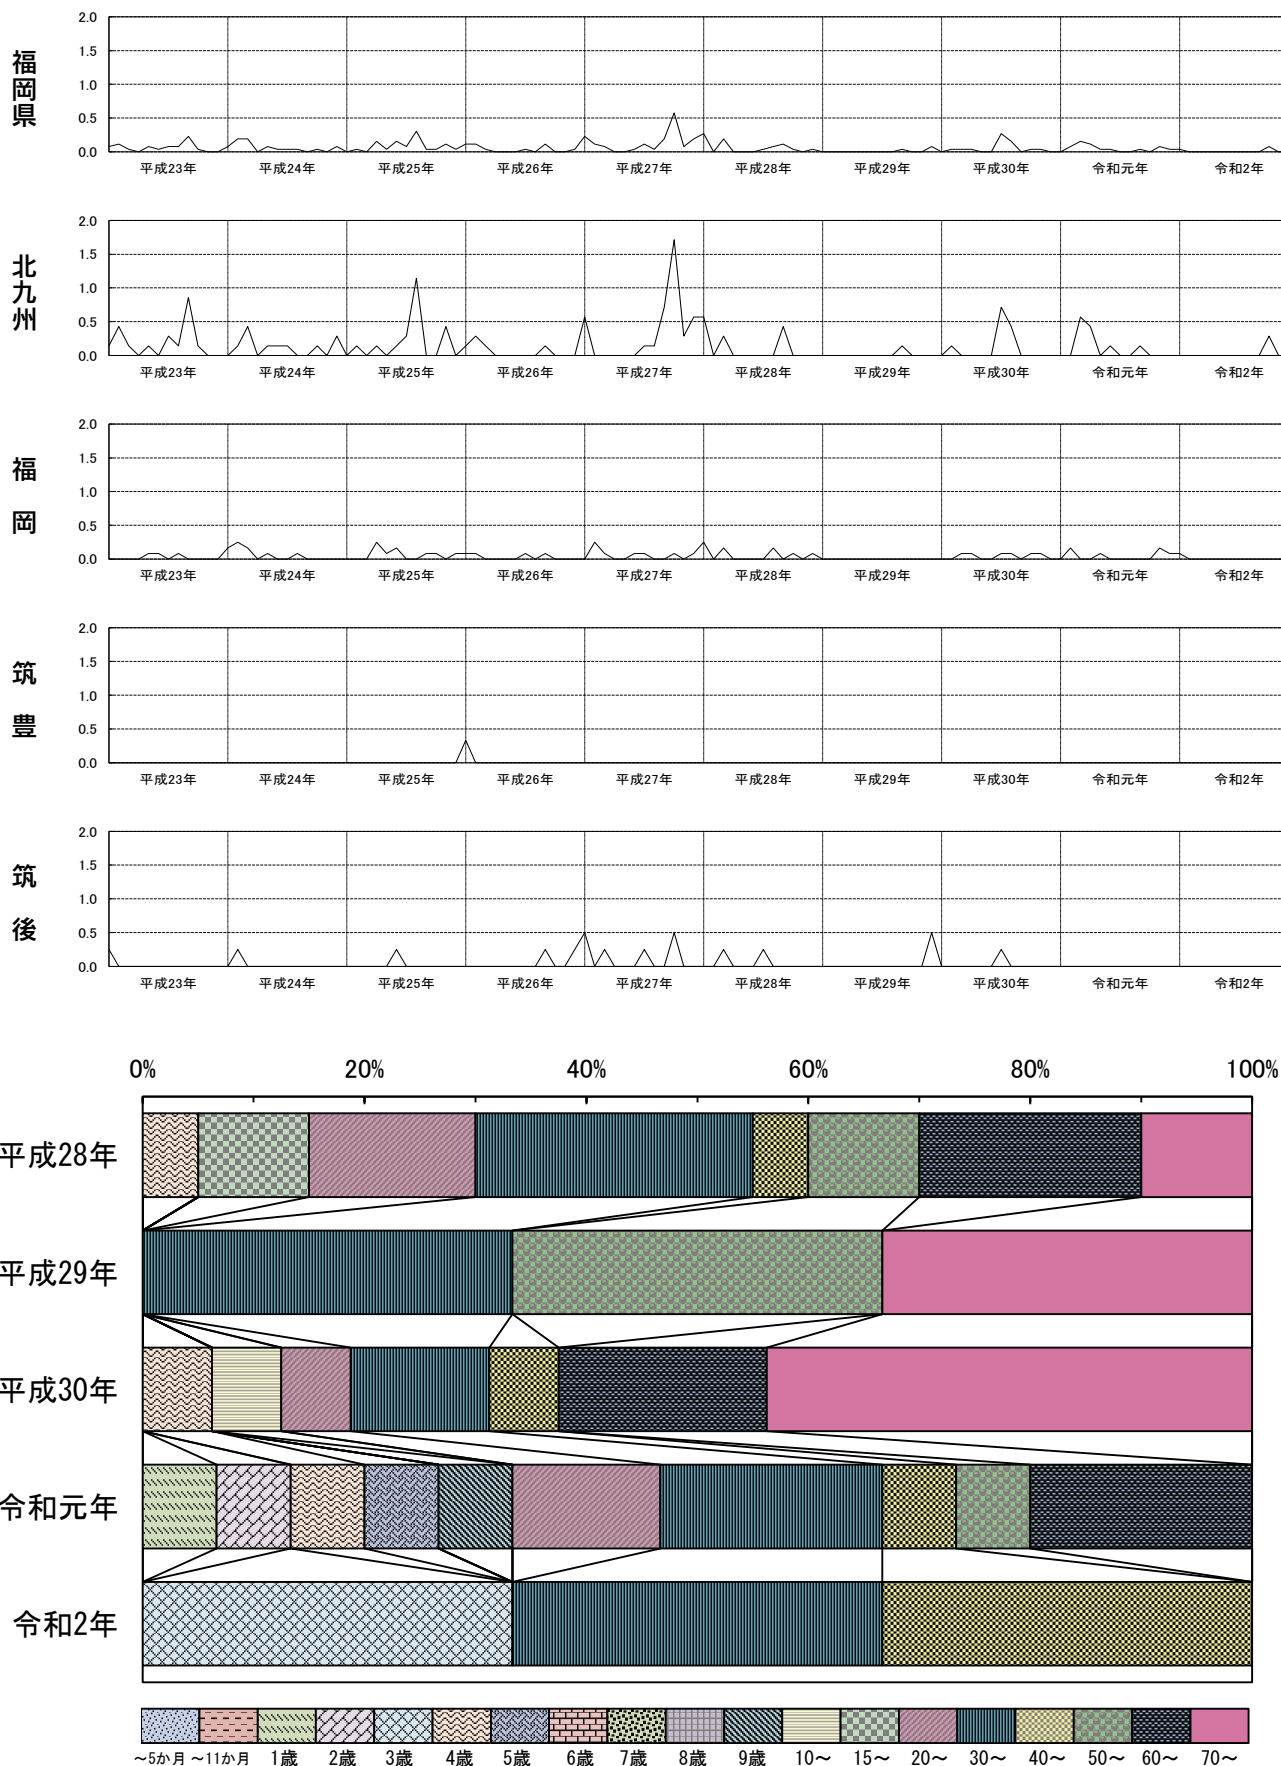 福岡県
2.0
1.5
1.0
0.5
0.0
平成23年 平成24年 平成25年 平成26年 平成27年 平成28年 平成29年 平成30年 令和元年 令和2年
北九州
2.0
1.5
1.0
0.5
0.0
平成23年 平成24年 平成25年 平成26年 平成27年 平成28年 平成29年 平成30年 令和元年 令和2年
福岡
2.0
1.5
1.0
0.5
0.0
平成23年 平成24年 平成25年 平成26年 平成27年 平成28年 平成29年 平成30年 令和元年 令和2年
筑豊
2.0
1.5
1.0
0.5
0.0
平成23年 平成24年 平成25年 平成26年 平成27年 平成28年 平成29年 平成30年 令和元年 令和2年
筑後
2.0
1.5
1.0
0.5
0.0
平成23年 平成24年 平成25年 平成26年 平成27年 平成28年 平成29年 平成30年 令和元年 令和2年
0% 20% 40% 60% 80% 100%
平成28年
平成29年
平成30年
令和元年
令和2年
～5か月 ～11か月 1歳 2歳 3歳 4歳 5歳 6歳 7歳 8歳 9歳 10～ 15～ 20～ 30～ 40～ 50～ 60～ 70～